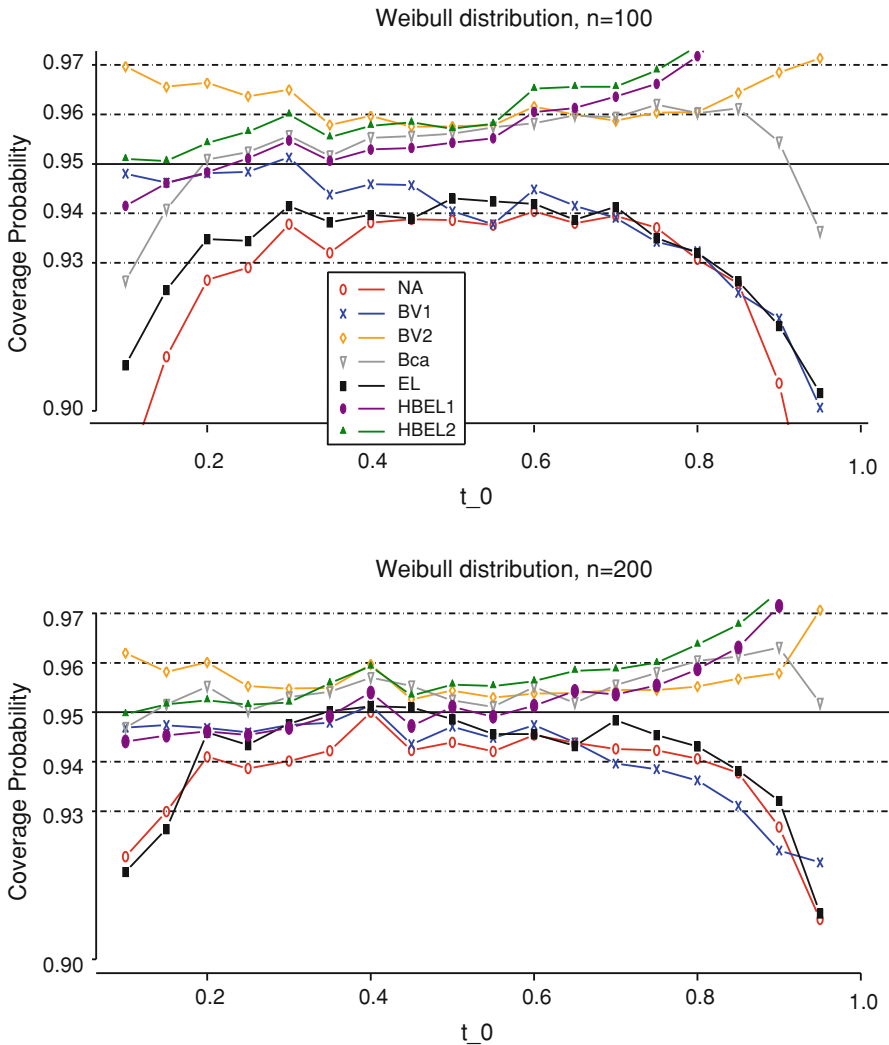 Weibull distribution, n=100
Coverage Probability
0.97
0.96
0.95
0.94
0.93
0.90
NA
BV1
BV2
Bca
EL
HBEL1
HBEL2
0.2
0.4
0.6
0.8
1.0
t_0
Weibull distribution, n=200
Coverage Probability
0.97
0.96
0.95
0.94
0.93
0.90
0.2
0.4
0.6
0.8
1.0
t_0